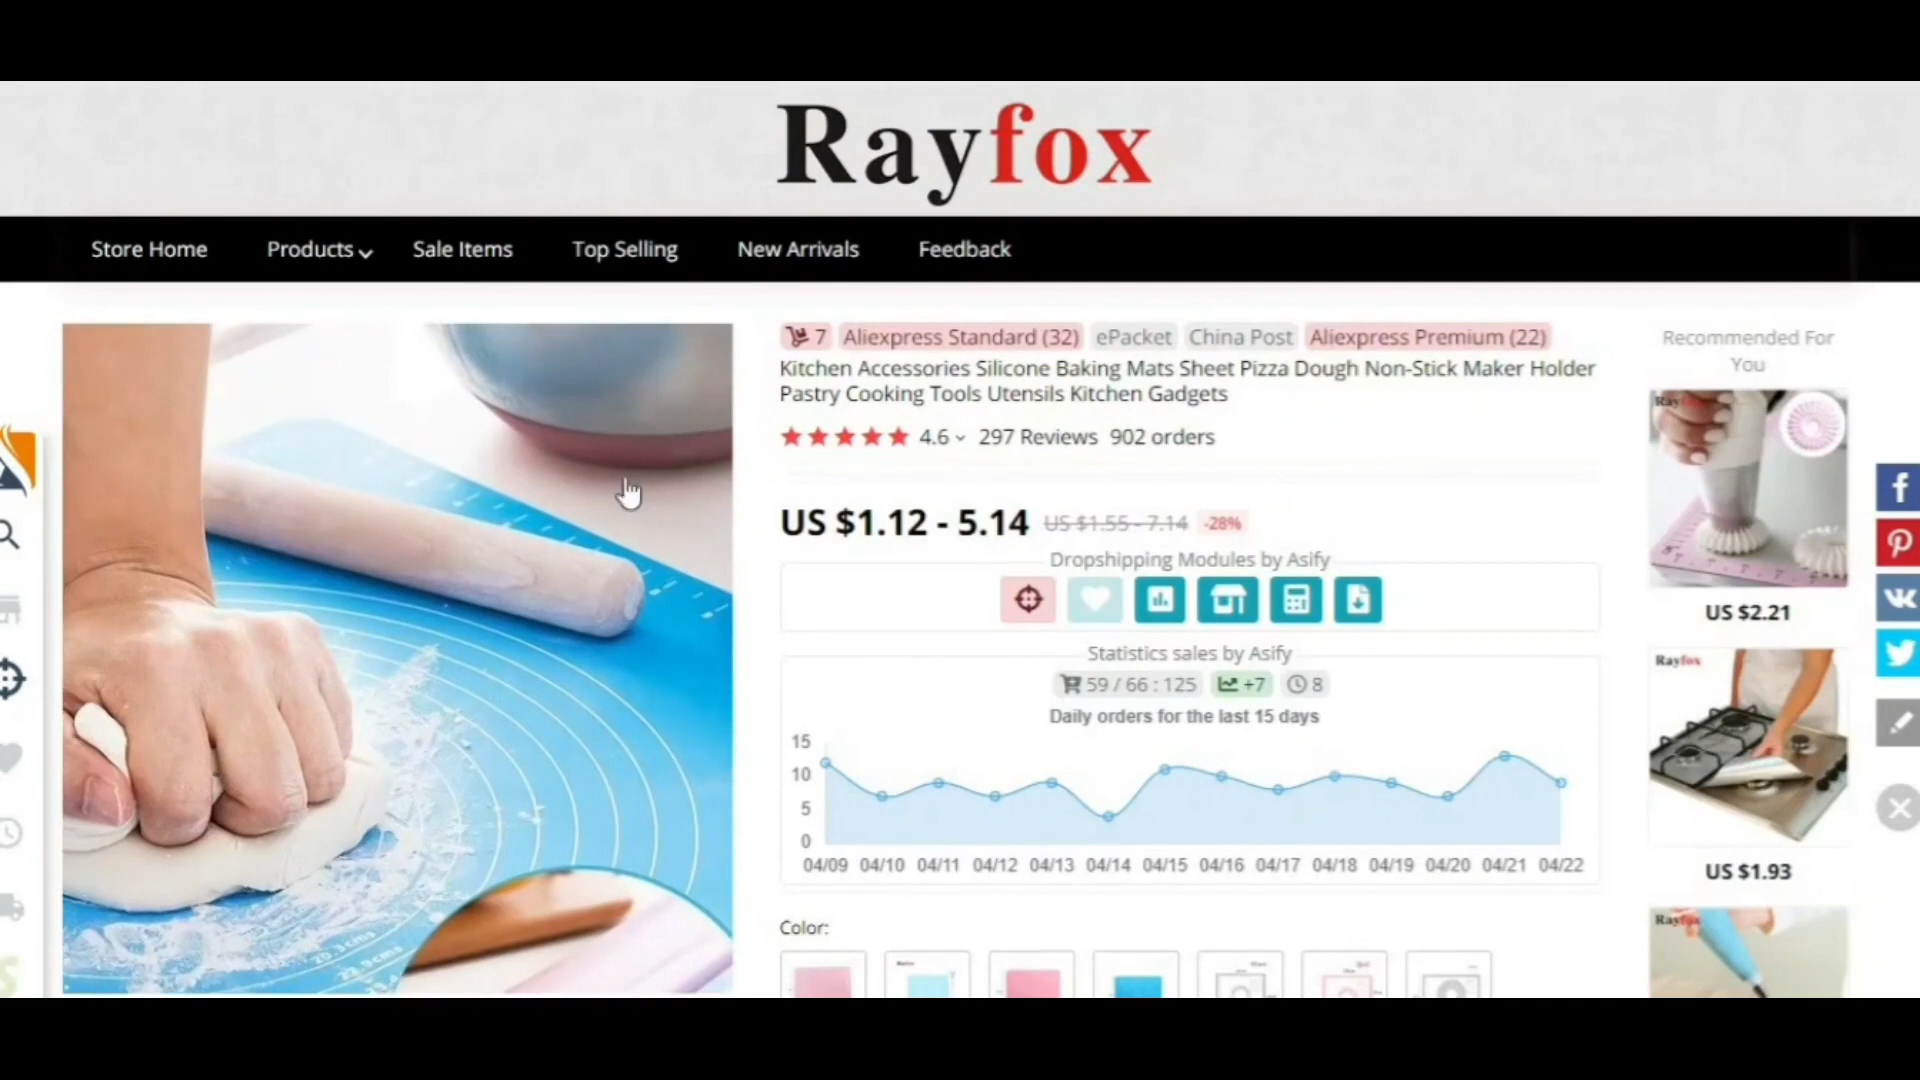 Rayfox
Store Home Products Sale Items Top Selling New Arrivals Feedback
7 Aliexpress Standard (32) ePacket China Post Aliexpress Premium (22)
Kitchen Accessories Silicone Baking Mats Sheet Pizza Dough Non-Stick Maker Holder
Pastry Cooking Tools Utensils Kitchen Gadgets
4.6 297 Reviews 902 orders
US $1.12 - 5.14 US $1.55 - 7.14 -28%
Dropshipping Modules by Asify
Statistics sales by Asify
59 / 66 : 125 +7 8
Daily orders for the last 15 days
15
10
5
0
04/09 04/10 04/11 04/12 04/13 04/14 04/15 04/16 04/17 04/18 04/19 04/20 04/21 04/22
Color:
20.3cms
22.9cms
Recommended For
You
Rayfox
US $2.21
Rayfox
US $1.93
Rayfox